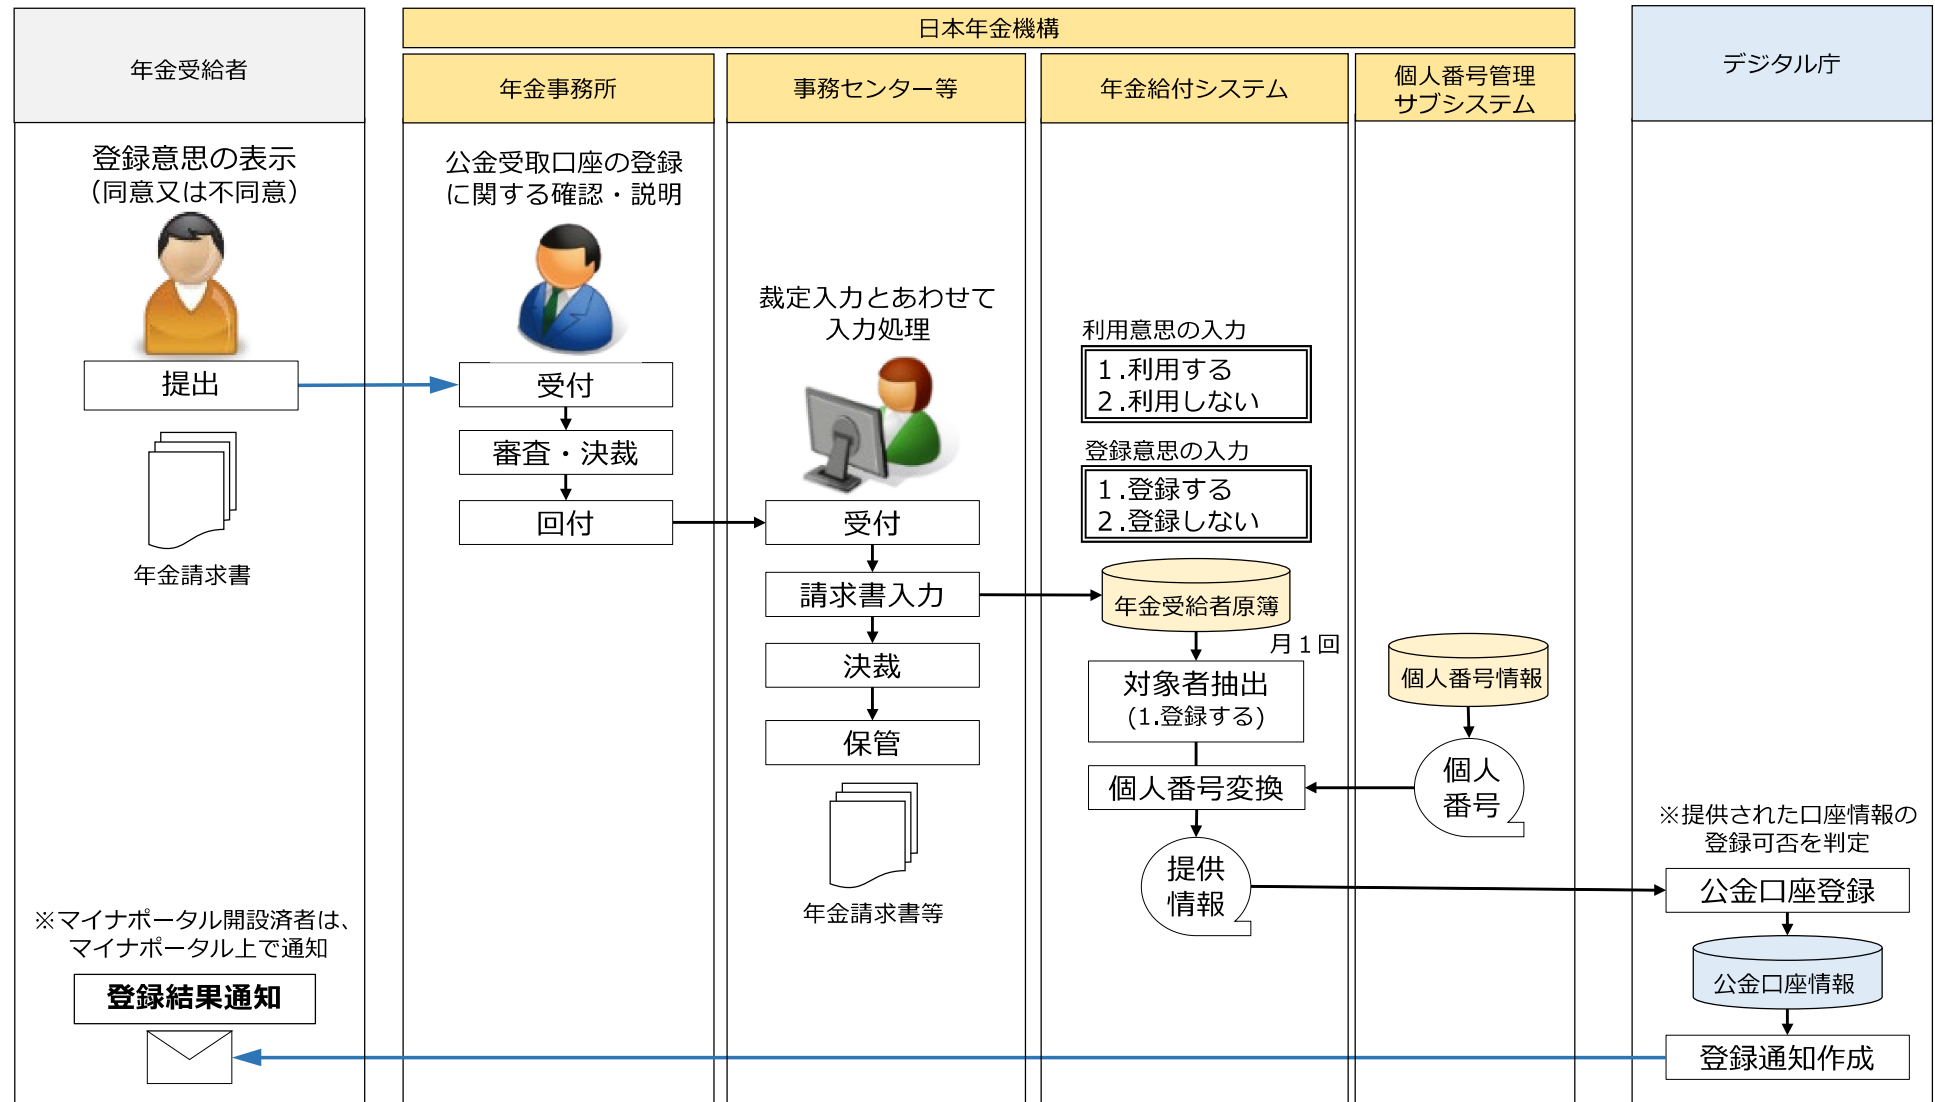 年金受給者
日本年金機構
年金事務所
事務センター等
年金給付システム
個人番号管理
サブシステム
デジタル庁
登録意思の表示
（同意又は不同意）
提出
年金請求書
※マイナポータル開設済者は、
マイナポータル上で通知
登録結果通知
公金受取口座の登録
に関する確認・説明
受付
審査・決裁
回付
裁定入力とあわせて
入力処理
受付
請求書入力
決裁
保管
年金請求書等
利用意思の入力
１.利用する
２.利用しない
登録意思の入力
１.登録する
２.登録しない
年金受給者原簿
月１回
対象者抽出
(1.登録する)
個人番号変換
提供
情報
個人番号情報
個人
番号
※提供された口座情報の
登録可否を判定
公金口座登録
公金口座情報
登録通知作成